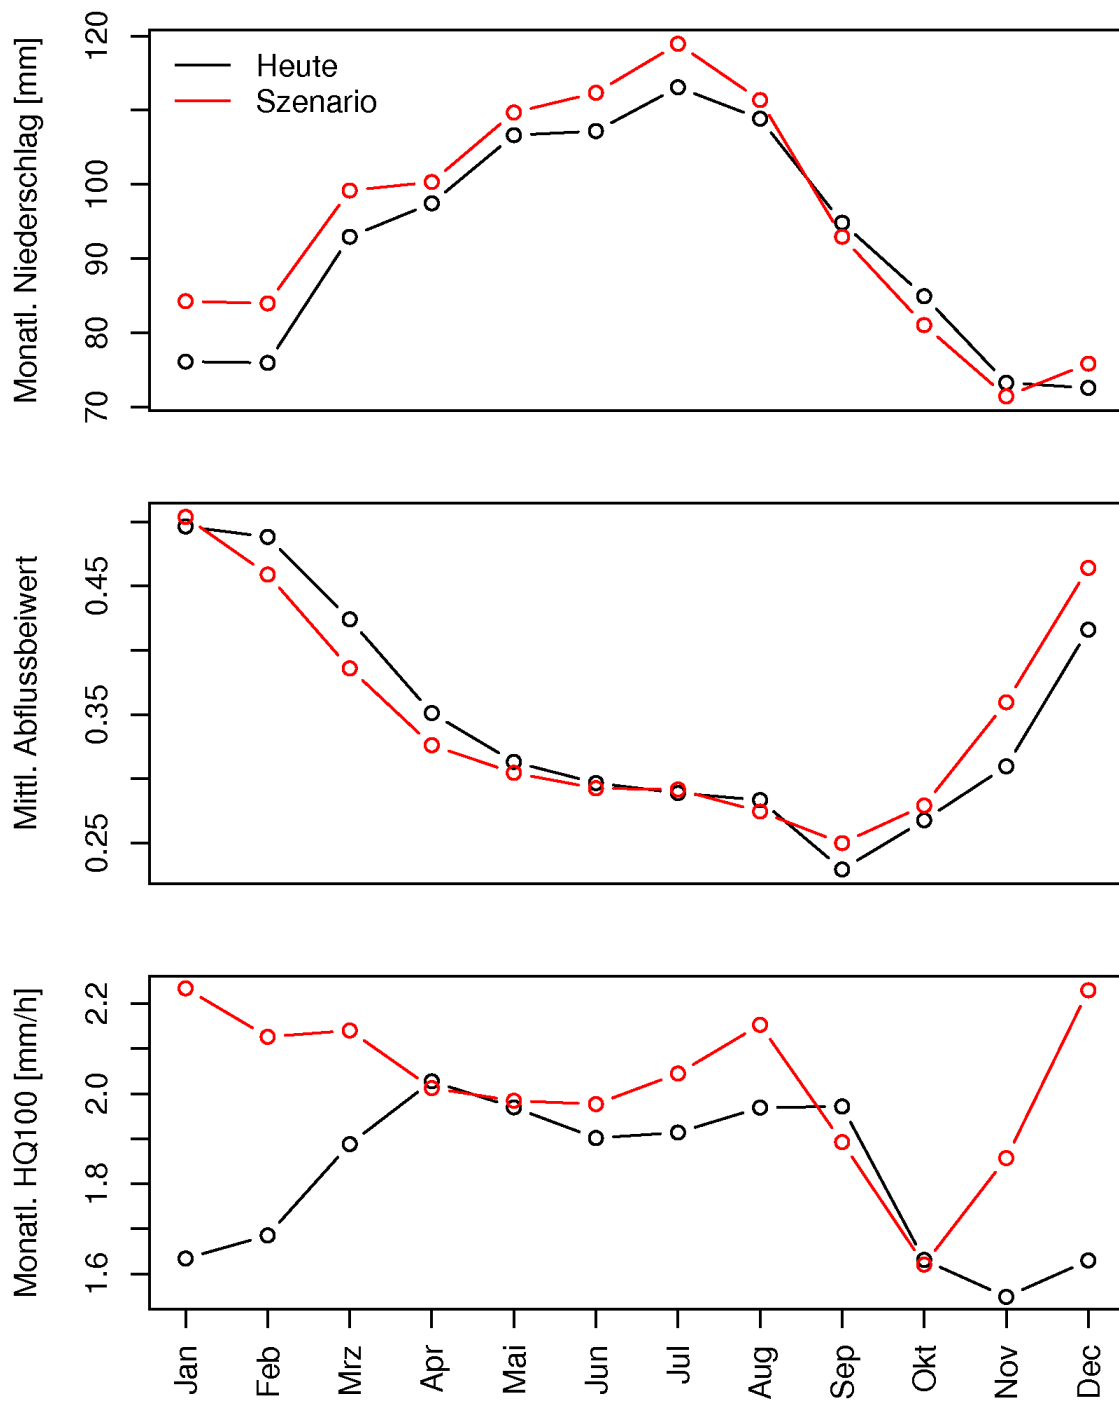 Monatl. Niederschlag [mm]
120
100
90
80
70
Heute
Szenario
Mittl. Abflussbeiwert
0.45
0.35
0.25
Monatl. HQ100 [mm/h]
2.2
2.0
1.8
1.6
Jan
Feb
Mrz
Apr
Mai
Jun
Jul
Aug
Sep
Okt
Nov
Dec